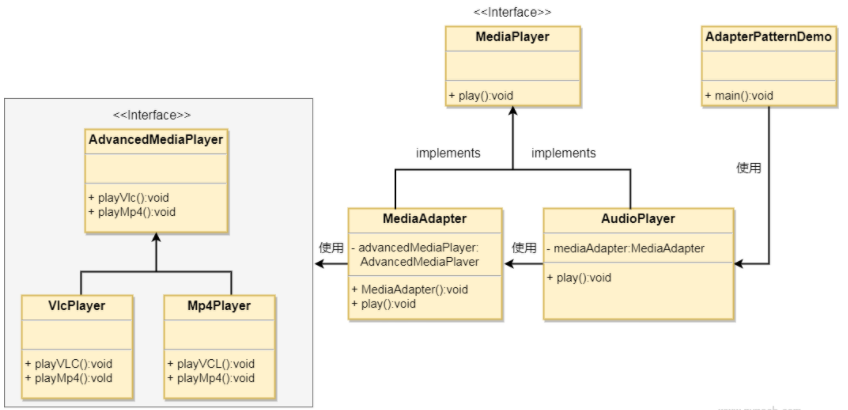 <<Interface>>
MediaPlayer
+ play():void
AdapterPatternDemo
+ main():void
<<Interface>>
AdvancedMediaPlayer
+ playVlc():void
+ playMp4():void
implements
implements
使用
MediaAdapter
- advancedMediaPlayer:
AdvancedMediaPlaver
+ MediaAdapter():void
+ play():void
AudioPlayer
- mediaAdapter:MediaAdapter
+ play():void
使用
使用
VlcPlayer
+ playVLC():void
+ playMp4():void
Mp4Player
+ playVCL():void
+ playMp4():void